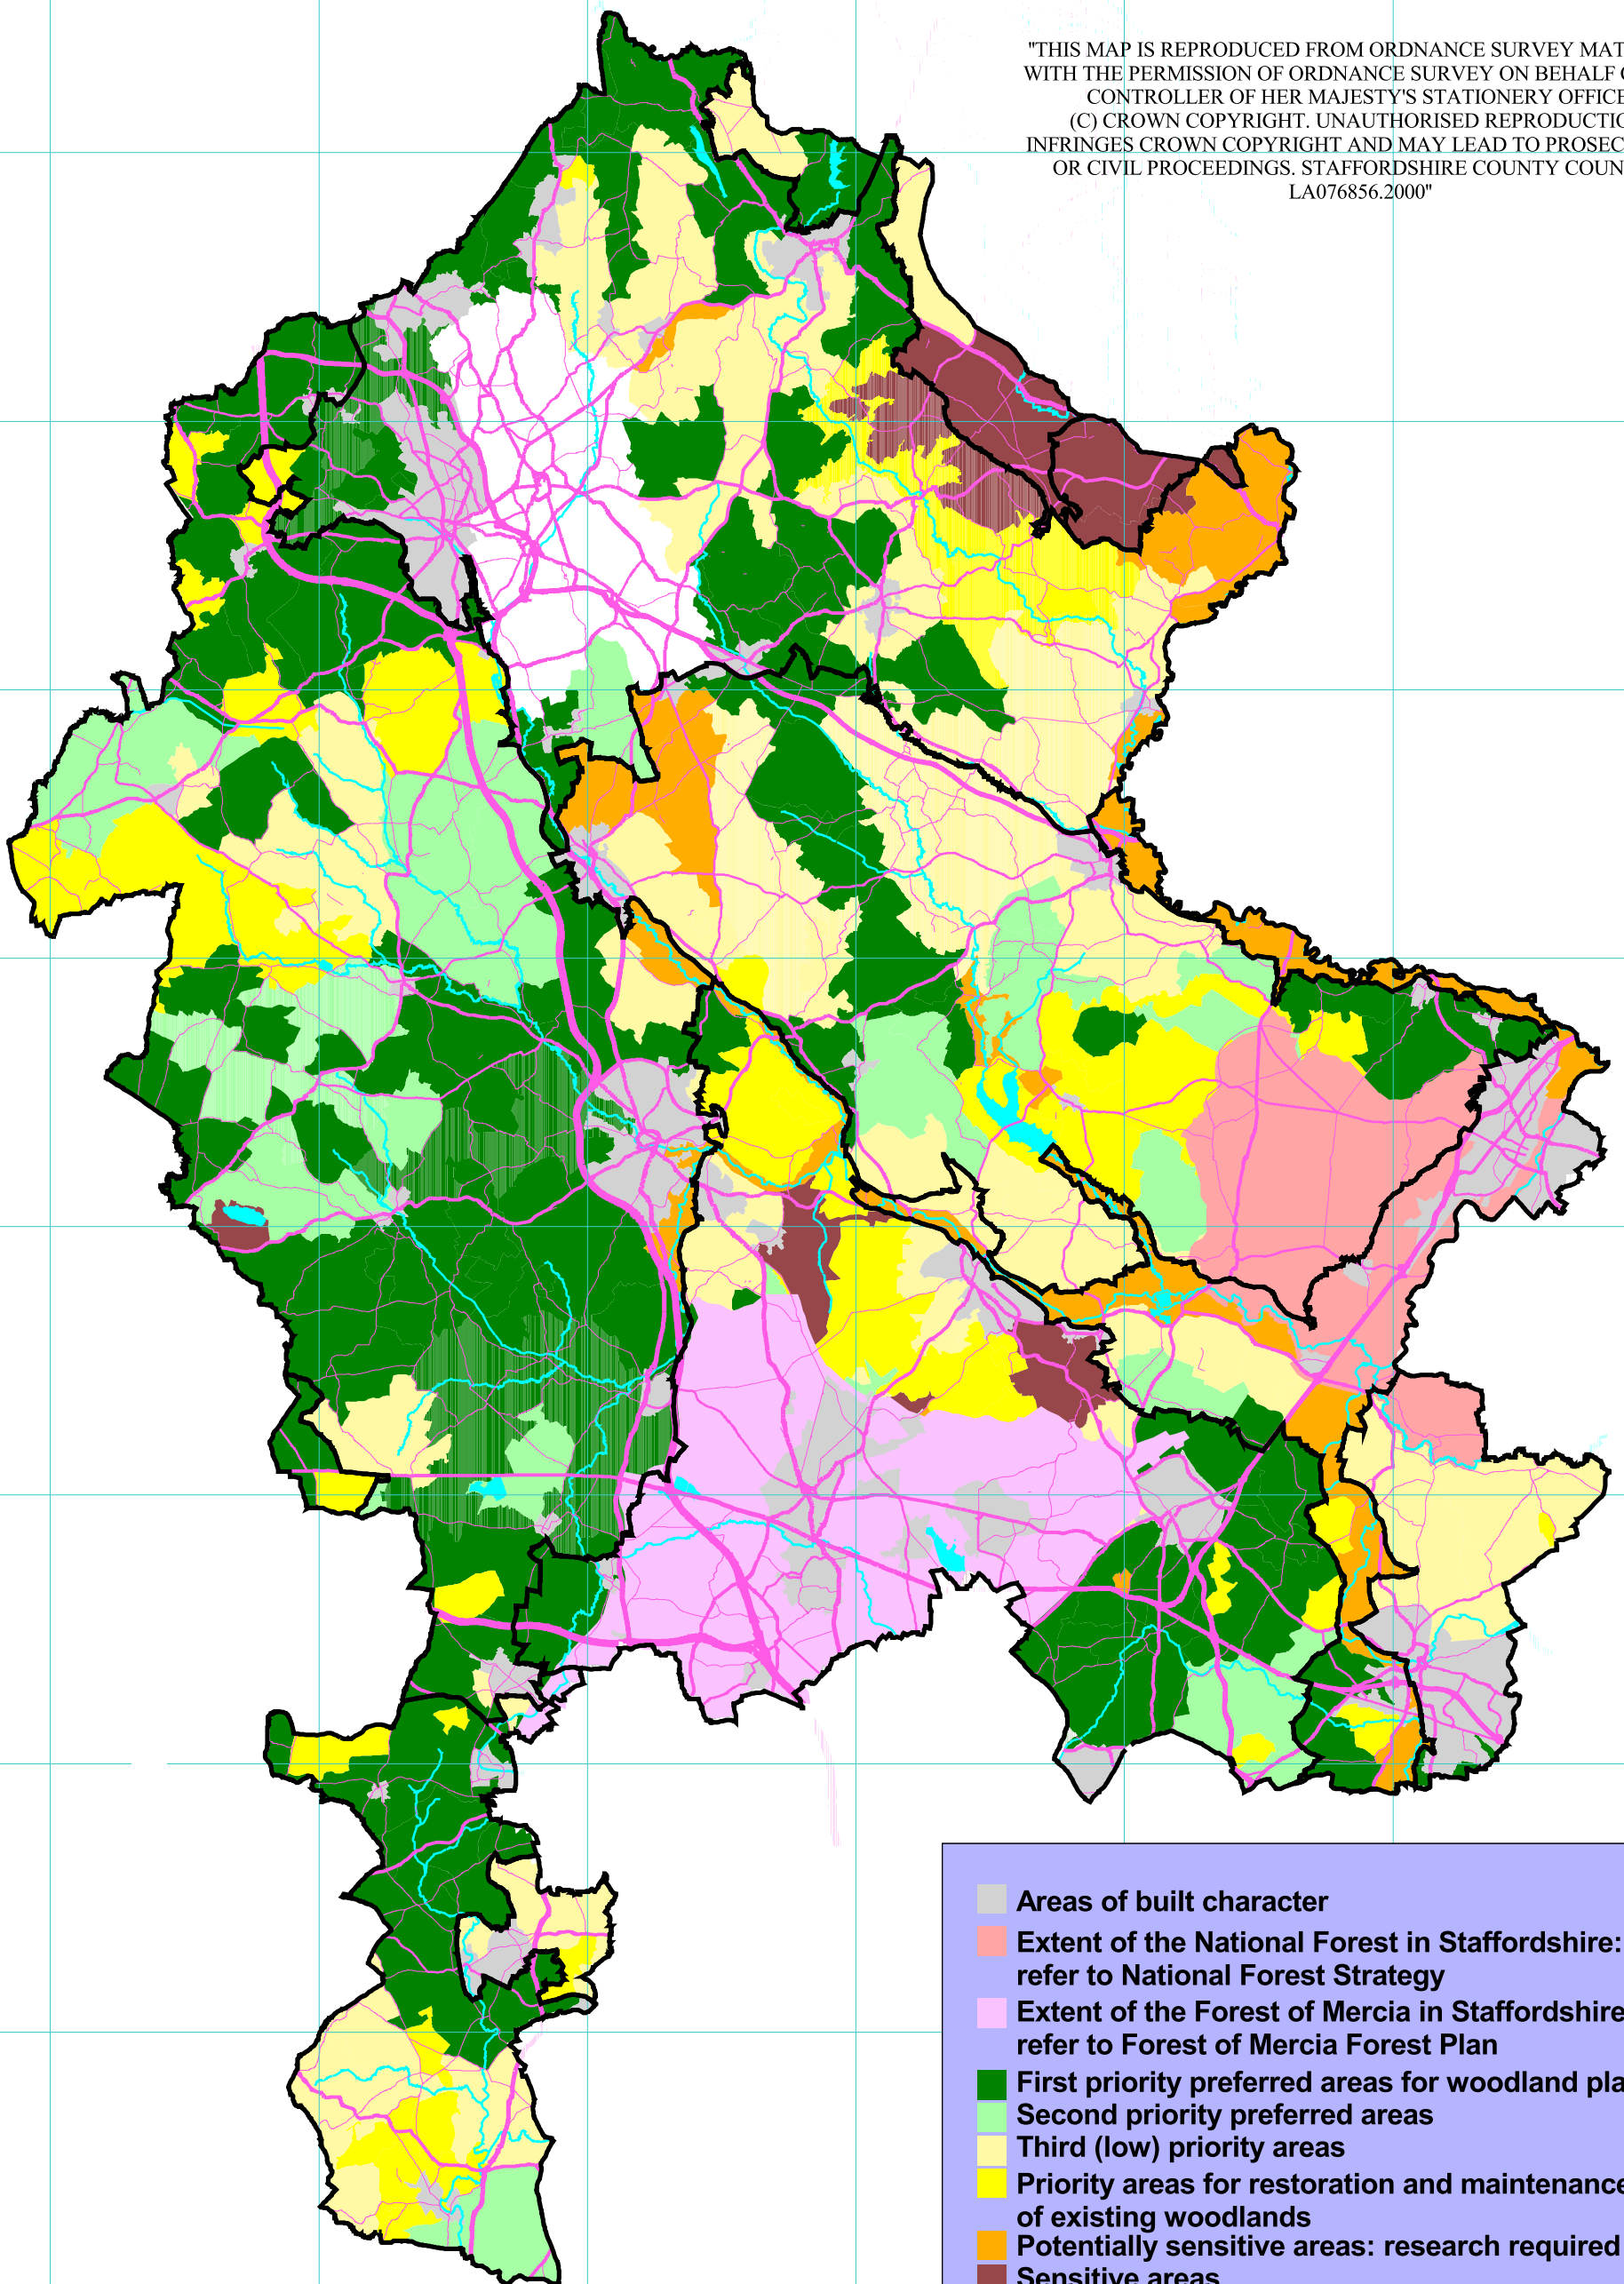 "THIS MAP IS REPRODUCED FROM ORDNANCE SURVEY MAT
WITH THE PERMISSION OF ORDNANCE SURVEY ON BEHALF
CONTROLLER OF HER MAJESTY'S STATIONERY OFFICE
(C) CROWN COPYRIGHT. UNAUTHORISED REPRODUCTIO
INFRINGES CROWN COPYRIGHT AND MAY LEAD TO PROSEC
OR CIVIL PROCEEDINGS. STAFFORDSHIRE COUNTY COUN
LA076856.2000"
Areas of built character
Extent of the National Forest in Staffordshire:
refer to National Forest Strategy
Extent of the Forest of Mercia in Staffordshire
refer to Forest of Mercia Forest Plan
First priority preferred areas for woodland pla
Second priority preferred areas
Third (low) priority areas
Priority areas for restoration and maintenance
of existing woodlands
Potentially sensitive areas: research required
Sensitive areas